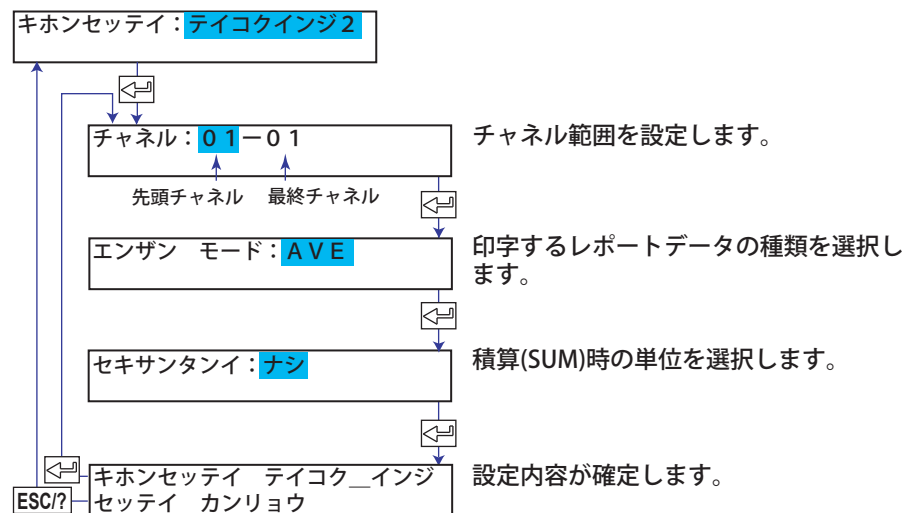 キホンセッテイ：テイコクインジ２
チャネル：０１－０１
チャネル範囲を設定します。
先頭チャネル
最終チャネル
エンザン　モード：ＡＶＥ
印字するレポートデータの種類を選択し
ます。
セキサンタンイ：ナシ
積算(SUM)時の単位を選択します。
キホンセッテイ　テイコク＿インジ
セッテイ　カンリョウ
設定内容が確定します。
ESC/?